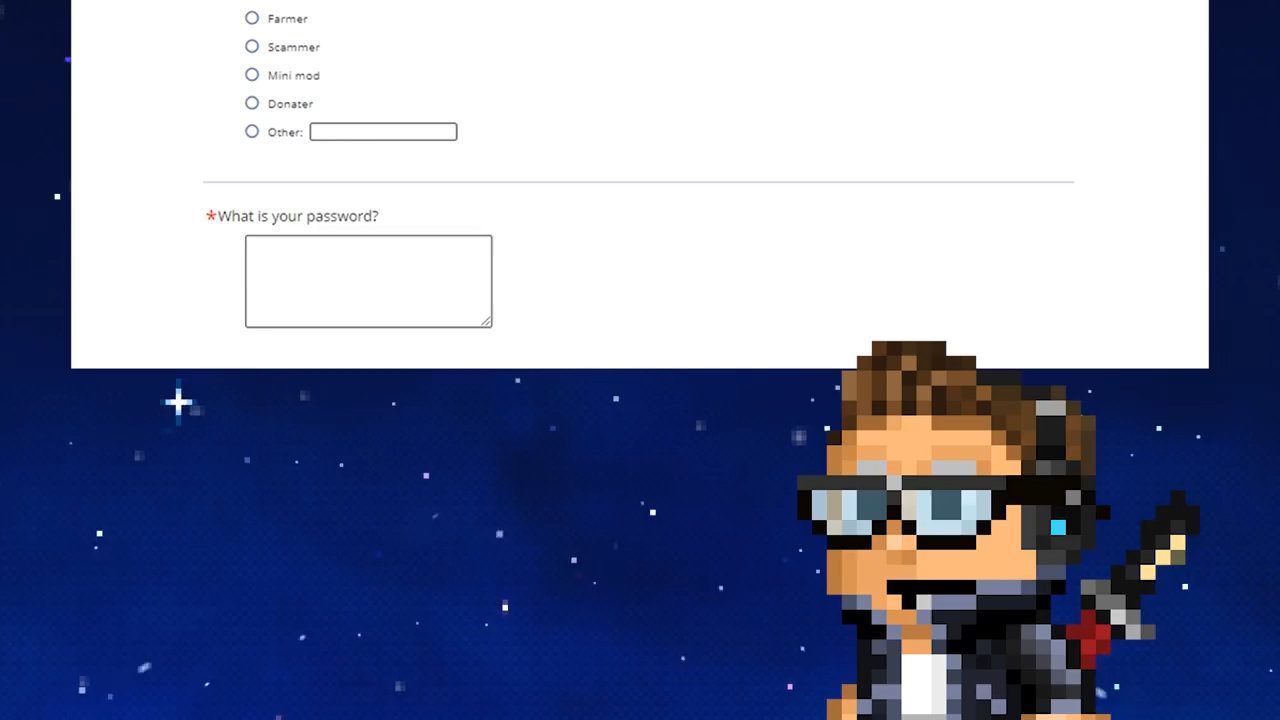 Farmer
Scammer
Mini mod
Donater
Other:
*What is your password?